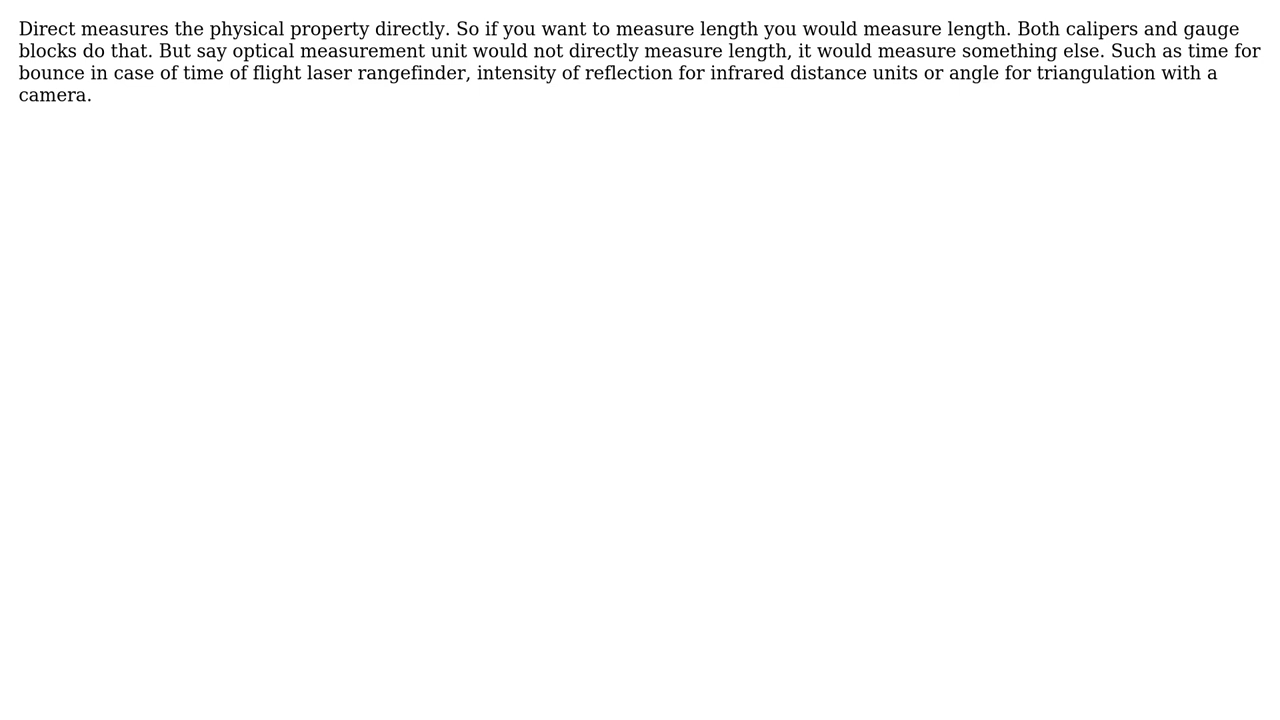 Direct measures the physical property directly. So if you want to measure length you would measure length. Both calipers and gauge
blocks do that. But say optical measurement unit would not directly measure length, it would measure something else. Such as time for
bounce in case of time of flight laser rangefinder, intensity of reflection for infrared distance units or angle for triangulation with a
camera.